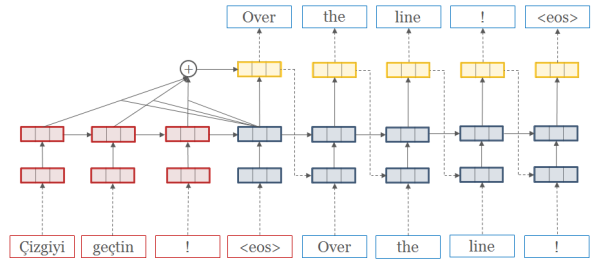 Over the line ! <eos>
+
Çizgiyi geçtin ! <eos> Over the line !